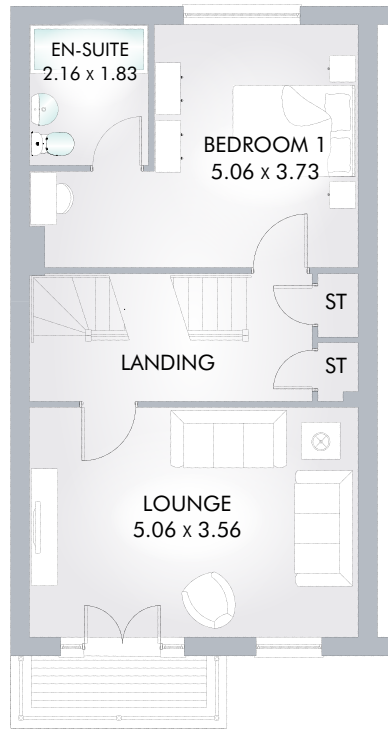 EN-SUITE
2.16 x 1.83
BEDROOM 1
5.06 x 3.73
ST
ST
LANDING
LOUNGE
5.06 x 3.56